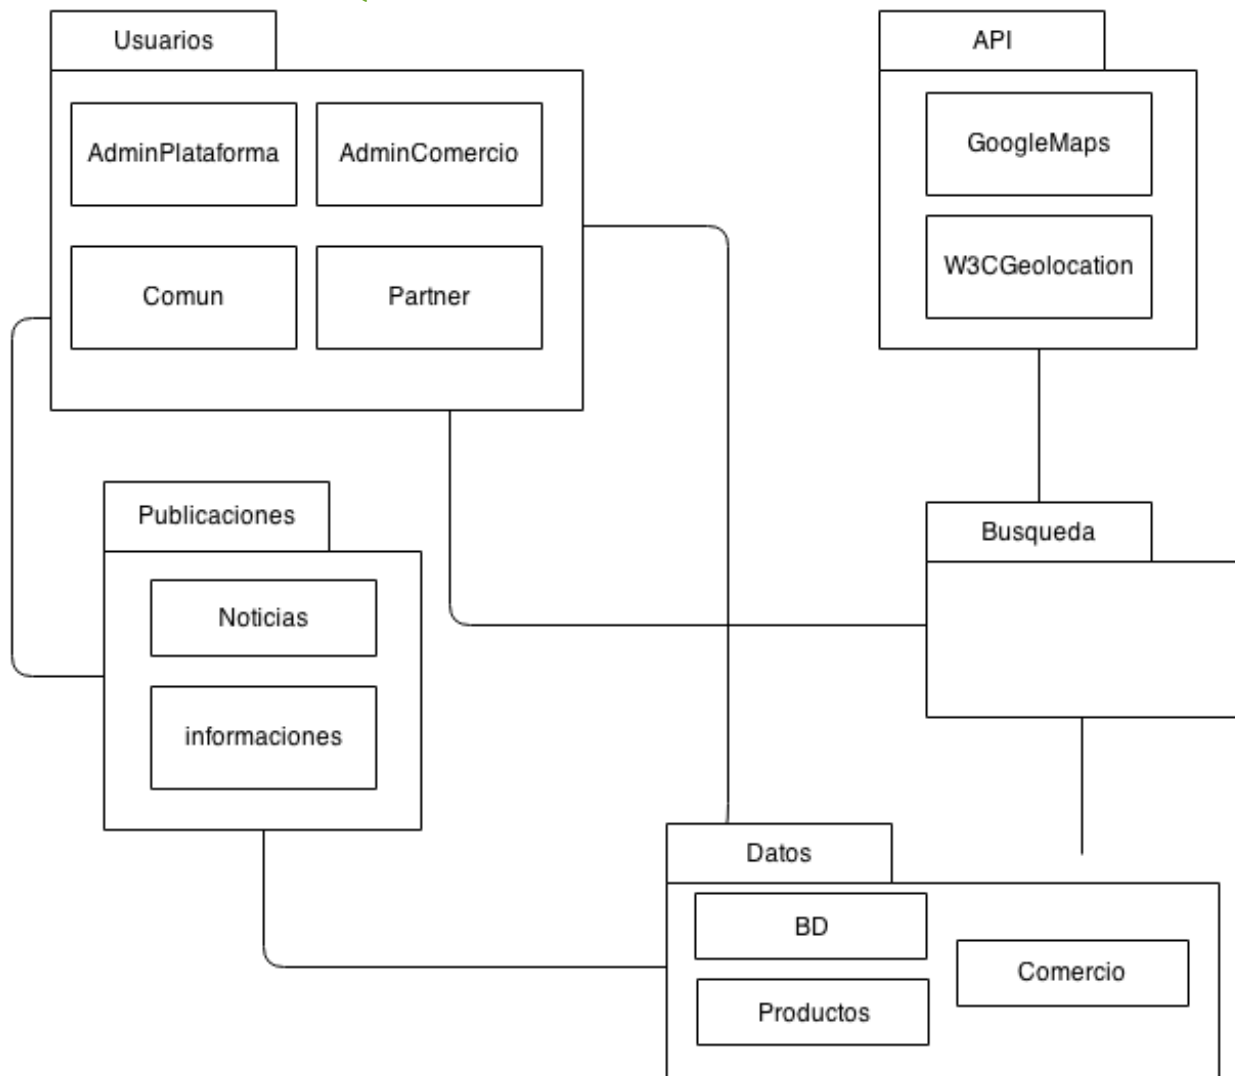 Usuarios
API
AdminPlataforma
AdminComercio
GoogleMaps
W3CGeolocation
Comun
Partner
Publicaciones
Busqueda
Noticias
informaciones
Datos
BD
Comercio
Productos